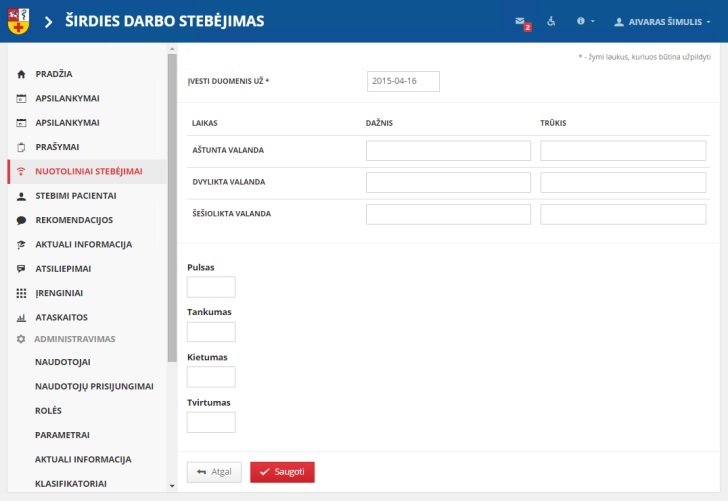 ŠIRDIES DARBO STEBĖJIMAS
2
AIVARAS ŠIMULIS
PRADŽIA
APSILANKYMAI
APSILANKYMAI
PRAŠYMAI
NUOTOLINIAI STEBĖJIMAI
STEBIMI PACIENTAI
REKOMENDACIJOS
AKTUALI INFORMACIJA
ATSILIEPIMAI
ĮRENGINIAI
ATASKAITOS
ADMINISTRAVIMAS
NAUDOTOJAI
NAUDOTOJŲ PRISIJUNGIMAI
ROLĖS
PARAMETRAI
AKTUALI INFORMACIJA
KLASIFIKATORIAI
* - žymi laukus, kuriuos būtina užpildyti
ĮVESTI DUOMENIS UŽ *
2015-04-16
LAIKAS DAŽNIS TRŪKIS
AŠTUNTA VALANDA
DVYLIKTA VALANDA
ŠEŠIOLIKTA VALANDA
Pulsas
Tankumas
Kietumas
Tvirtumas
Atgal
Saugoti